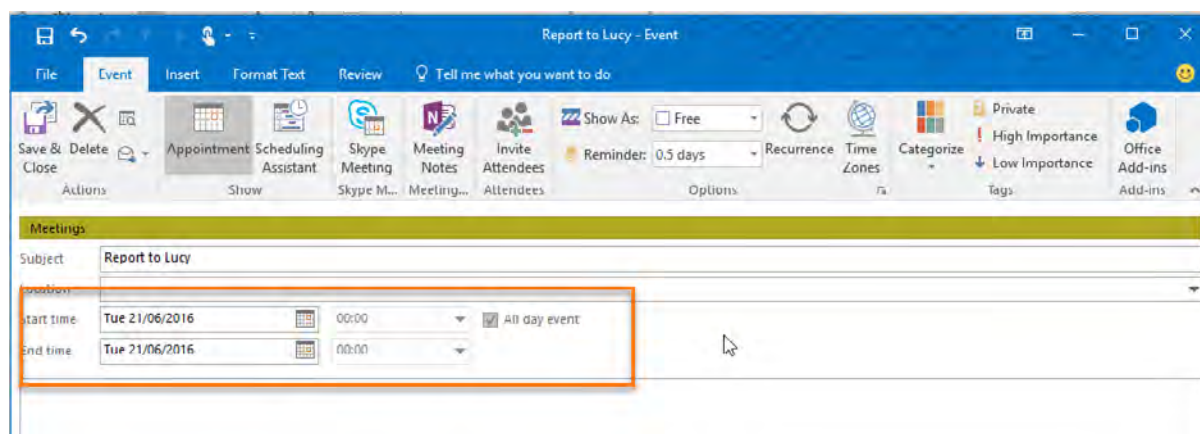 Report to Lucy - Event
File Event Insert Format Text Review Tell me what you want to do
Save & Close
Delete
Appointment
Scheduling Assistant
Skype Meeting
Meeting Notes
Invite Attendees
Show As: Free
Reminder: 0.5 days
Recurrence
Time Zones
Categorize
Private
High Importance
Low Importance
Office Add-ins
Actions Show Skype M... Meeting... Attendees Options Tags Add-ins
Meetings
Subject Report to Lucy
Location
Start time Tue 21/06/2016 00:00 All day event
End time Tue 21/06/2016 00:00